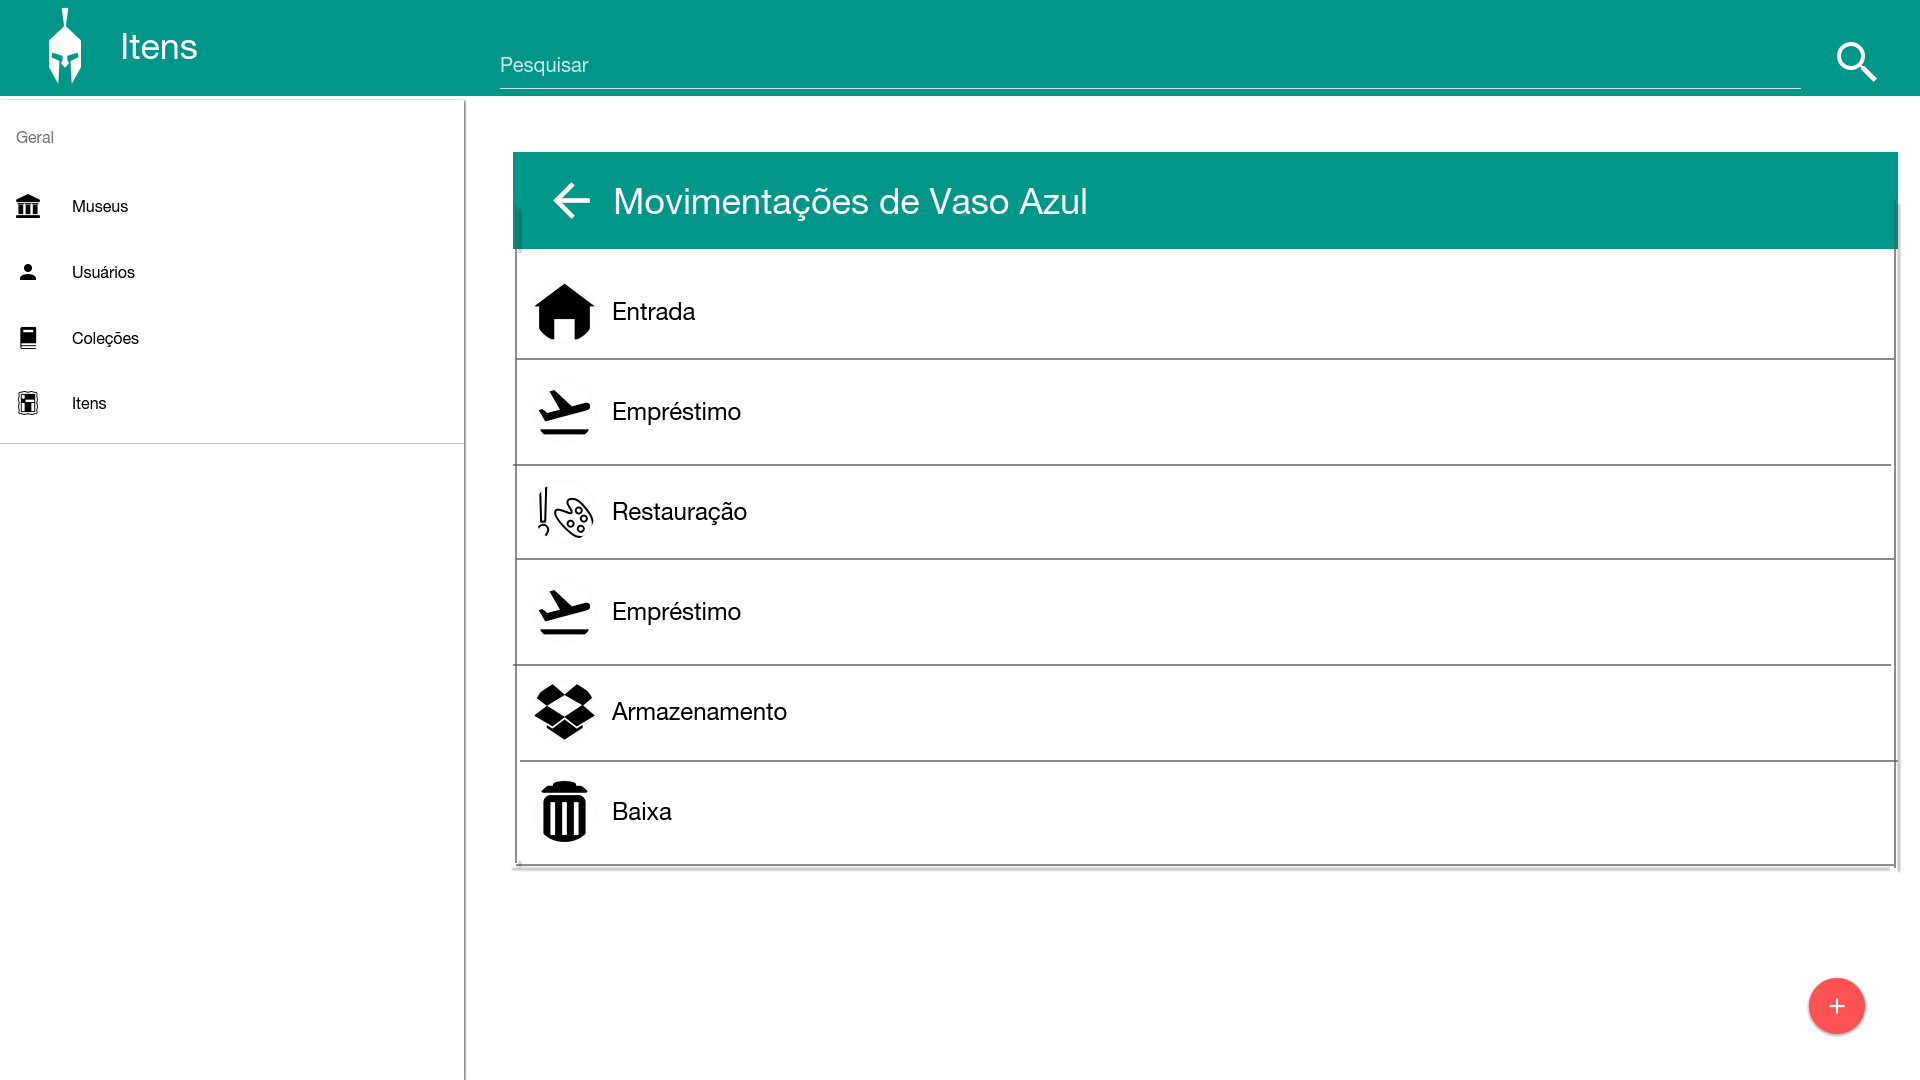 Itens
Pesquisar
Geral
Museus
Usuários
Coleções
Itens
Movimentações de Vaso Azul
Entrada
Empréstimo
Restauração
Empréstimo
Armazenamento
Baixa